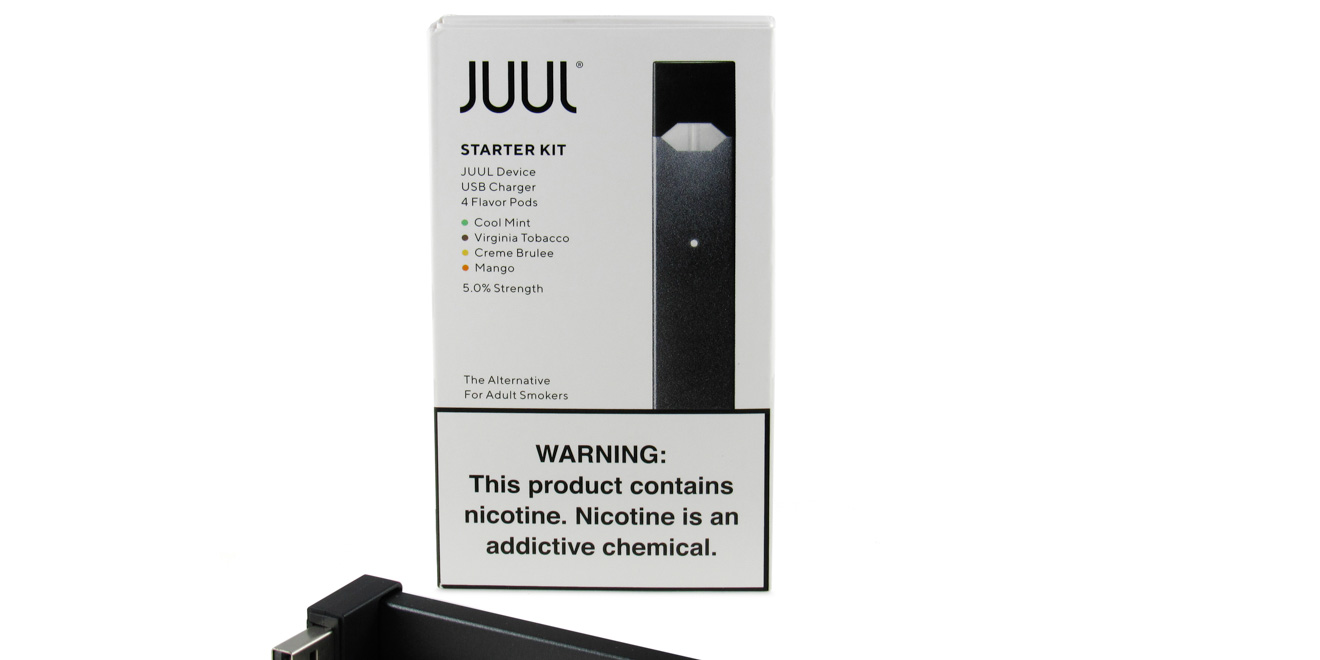 JUUL®
STARTER KIT
JUUL Device
USB Charger
4 Flavor Pods
Cool Mint
Virginia Tobacco
Creme Brulee
Mango
5.0% Strength
The Alternative
For Adult Smokers
WARNING:
This product contains
nicotine. Nicotine is an
addictive chemical.